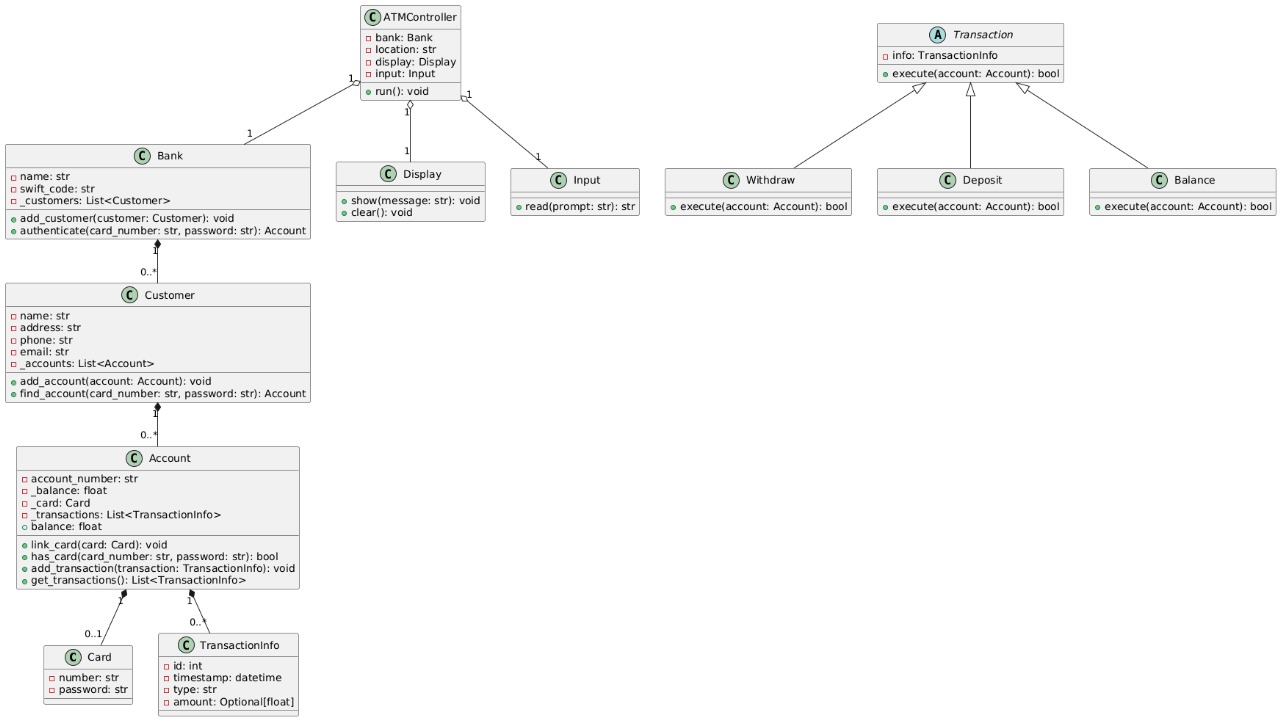 C ATMController
bank: Bank
location: str
display: Display
input: Input
run(): void
A Transaction
info: TransactionInfo
execute(account: Account): bool
1
1
1
1
1
1
C Bank
name: str
swift_code: str
_customers: List<Customer>
add_customer(customer: Customer): void
authenticate(card_number: str, password: str): Account
C Display
show(message: str): void
clear(): void
C Input
read(prompt: str): str
C Withdraw
execute(account: Account): bool
C Deposit
execute(account: Account): bool
C Balance
execute(account: Account): bool
1
0..*
C Customer
name: str
address: str
phone: str
email: str
_accounts: List<Account>
add_account(account: Account): void
find_account(card_number: str, password: str): Account
1
0..*
C Account
account_number: str
_balance: float
_card: Card
_transactions: List<TransactionInfo>
balance: float
link_card(card: Card): void
has_card(card_number: str, password: str): bool
add_transaction(transaction: TransactionInfo): void
get_transactions(): List<TransactionInfo>
1
1
0..1
0..*
C Card
number: str
password: str
C TransactionInfo
id: int
timestamp: datetime
type: str
amount: Optional[float]